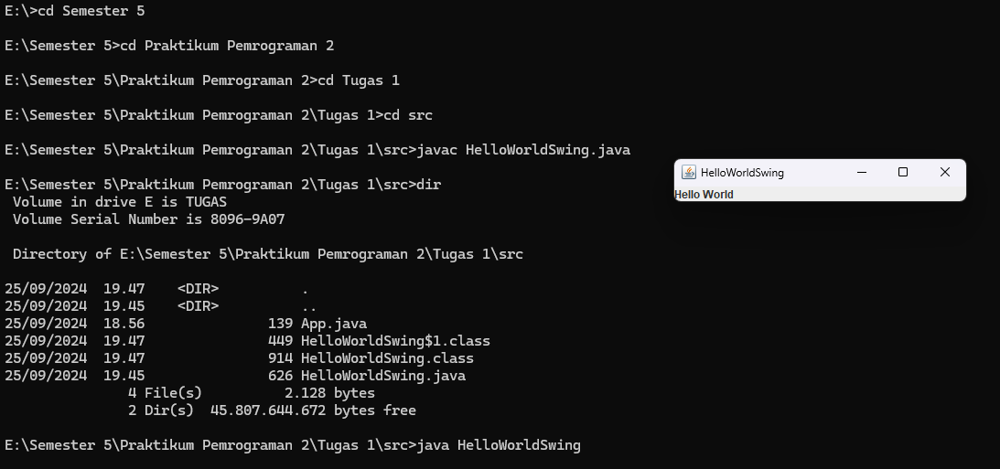 E:\>cd Semester 5
E:\Semester 5>cd Praktikum Pemrograman 2
E:\Semester 5\Praktikum Pemrograman 2>cd Tugas 1
E:\Semester 5\Praktikum Pemrograman 2\Tugas 1>cd src
E:\Semester 5\Praktikum Pemrograman 2\Tugas 1\src>javac HelloWorldSwing.java
E:\Semester 5\Praktikum Pemrograman 2\Tugas 1\src>dir
 Volume in drive E is TUGAS
 Volume Serial Number is 8096-9A07
 Directory of E:\Semester 5\Praktikum Pemrograman 2\Tugas 1\src
25/09/2024  19.47    <DIR>          .
25/09/2024  19.45    <DIR>          ..
25/09/2024  18.56               139 App.java
25/09/2024  19.47               449 HelloWorldSwing$1.class
25/09/2024  19.47               914 HelloWorldSwing.class
25/09/2024  19.45               626 HelloWorldSwing.java
               4 File(s)          2.128 bytes
               2 Dir(s)  45.807.644.672 bytes free
E:\Semester 5\Praktikum Pemrograman 2\Tugas 1\src>java HelloWorldSwing
HelloWorldSwing
Hello World